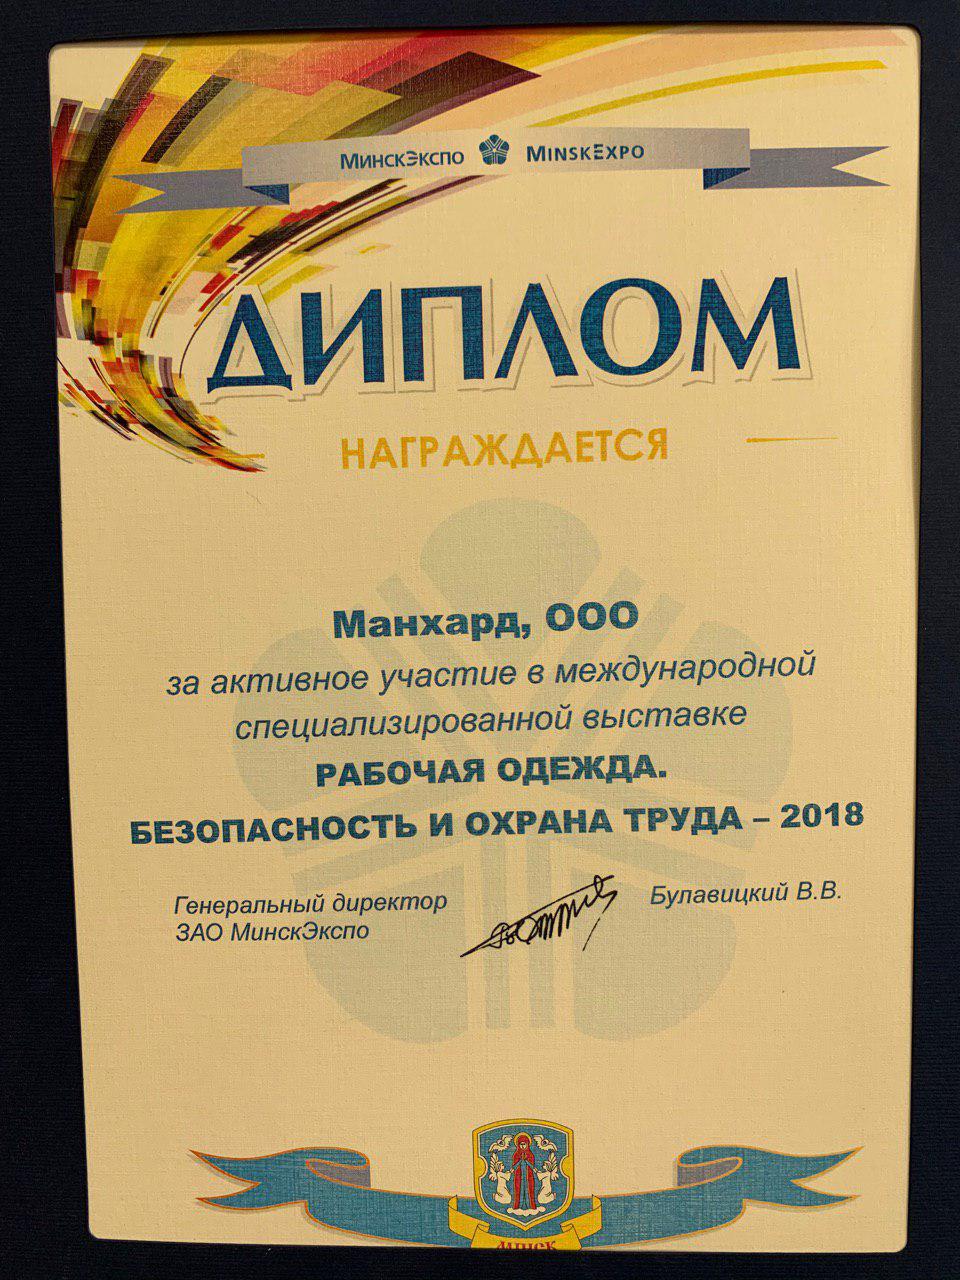 МинскЭкспо MinskExpo
ДИПЛОМ
НАГРАЖДАЕТСЯ
Манхард, ООО
за активное участие в международной
специализированной выставке
РАБОЧАЯ ОДЕЖДА.
БЕЗОПАСНОСТЬ И ОХРАНА ТРУДА – 2018
Генеральный директор Булавицкий В.В.
ЗАО МинскЭкспо
МИНСК